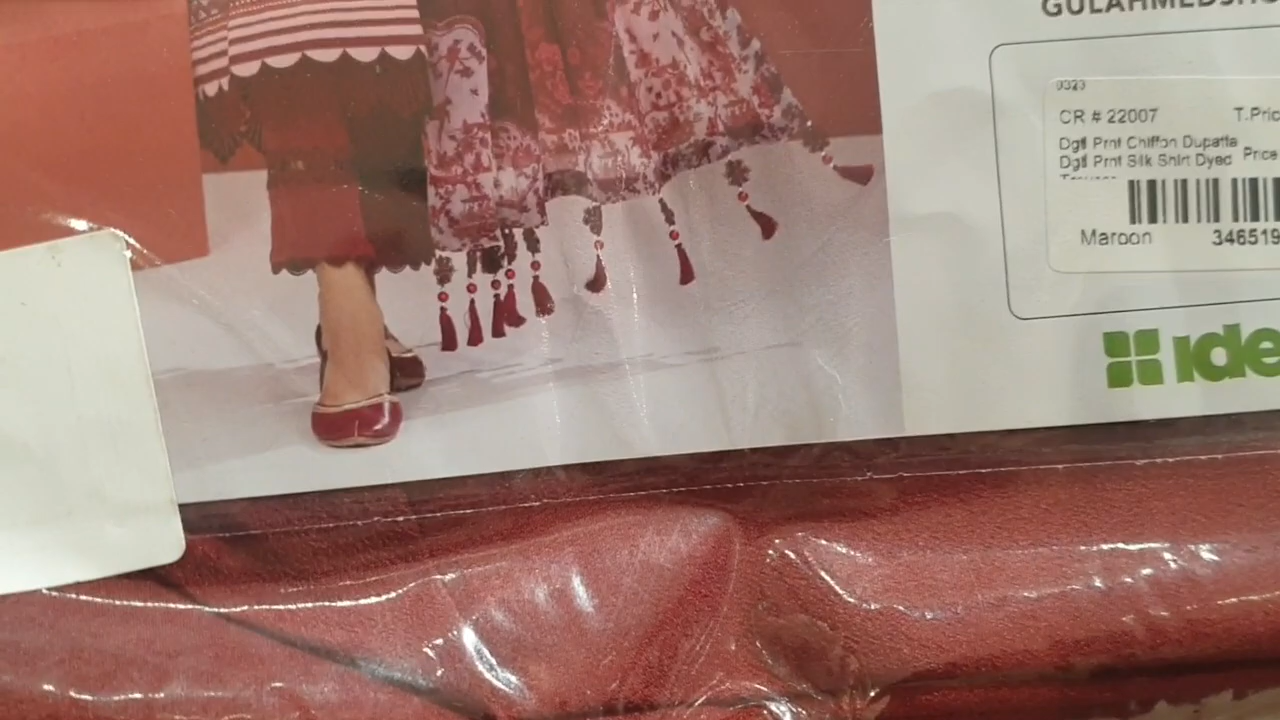 GULAHMEDSHO
0323
CR # 22007 T.Pric
Dgtl Prnt Chiffon Dupatta
Dgtl Prnt Silk Shirt Dyed Price
Maroon 346519
ide